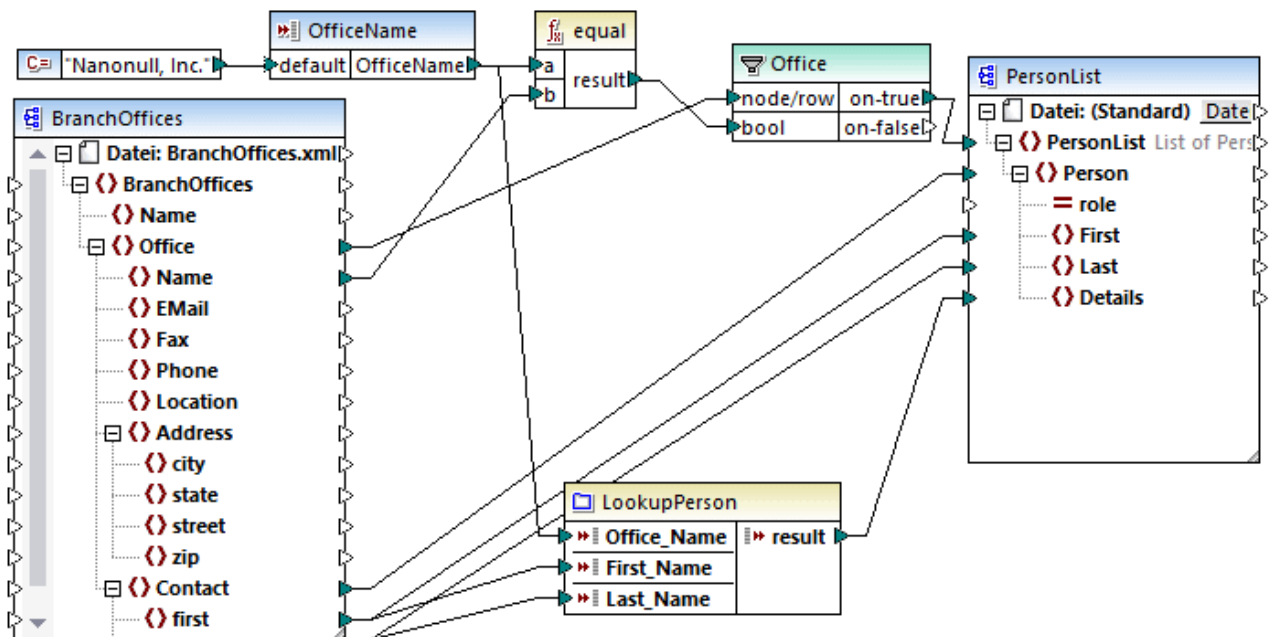 OfficeName
"Nanonull, Inc."
default OfficeName
equal
a
b
result
Office
node/row on-true
bool on-false
BranchOffices
Datei: BranchOffices.xml
BranchOffices
Name
Office
Name
EMail
Fax
Phone
Location
Address
city
state
street
zip
Contact
first
LookupPerson
Office_Name result
First_Name
Last_Name
PersonList
Datei: (Standard) Date
PersonList List of Pers
Person
role
First
Last
Details